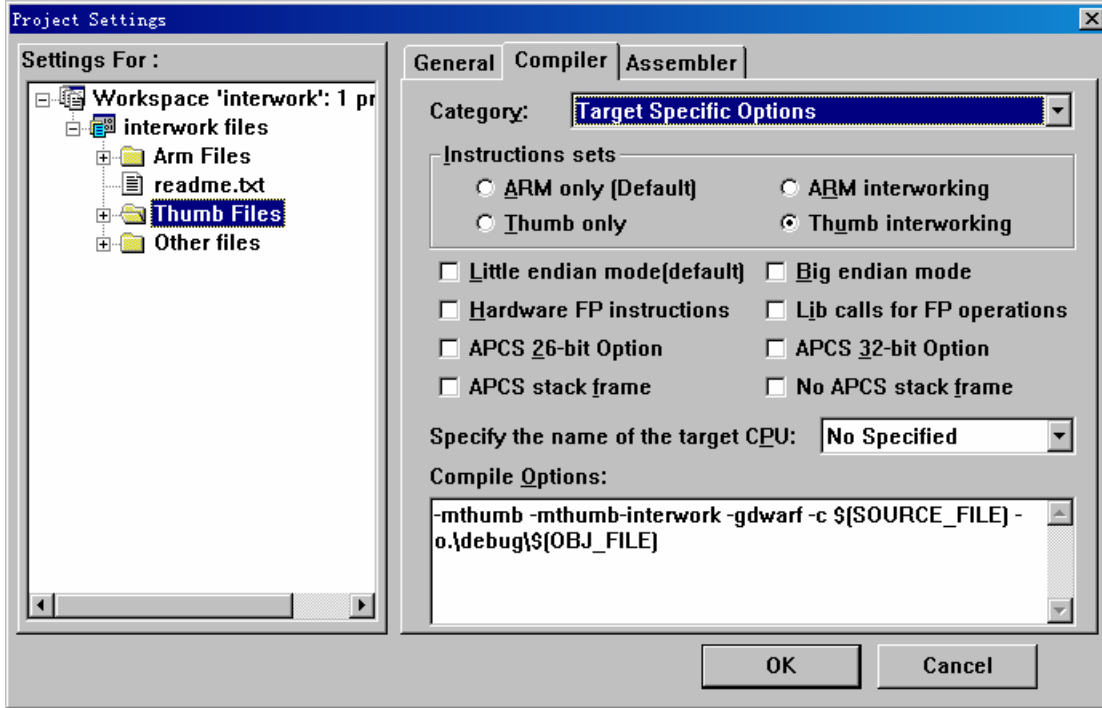 Project Settings
Settings For :
Workspace 'interwork': 1 pr
interwork files
Arm Files
readme.txt
Thumb Files
Other files
General Compiler Assembler
Category: Target Specific Options
Instructions sets
ARM only (Default) ARM interworking
Thumb only Thumb interworking
Little endian mode(default) Big endian mode
Hardware FP instructions Lib calls for FP operations
APCS 26-bit Option APCS 32-bit Option
APCS stack frame No APCS stack frame
Specify the name of the target CPU: No Specified
Compile Options:
-mthumb -mthumb-interwork -gdwarf -c $(SOURCE_FILE) -
o.\debug\$(OBJ_FILE)
OK Cancel